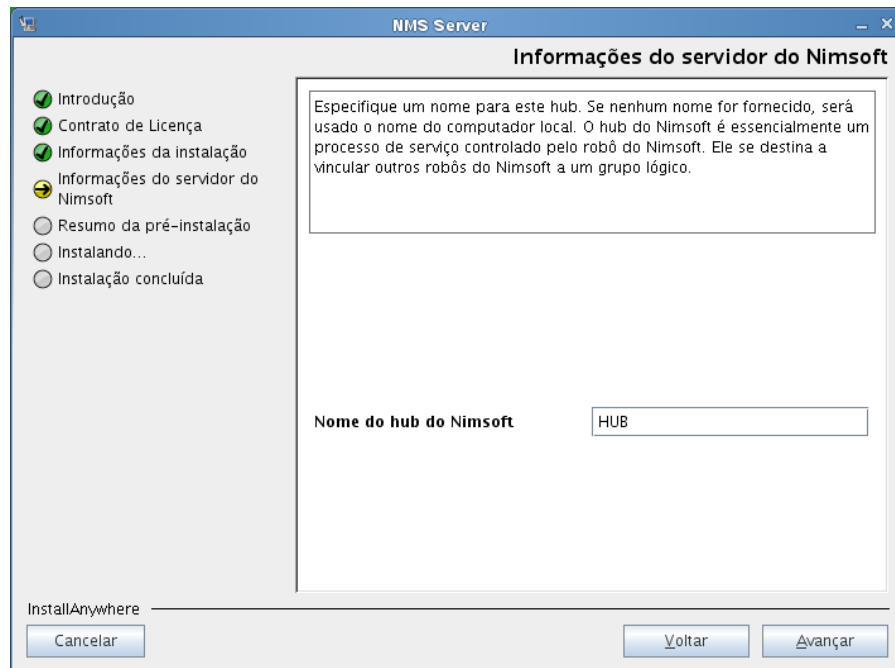 NMS Server
Informações do servidor do Nimsoft
Introdução
Contrato de Licença
Informações da instalação
Informações do servidor do
Nimsoft
Resumo da pré-instalação
Instalando...
Instalação concluída
Especifique um nome para este hub. Se nenhum nome for fornecido, será
usado o nome do computador local. O hub do Nimsoft é essencialmente um
processo de serviço controlado pelo robô do Nimsoft. Ele se destina a
vincular outros robôs do Nimsoft a um grupo lógico.
Nome do hub do Nimsoft
HUB
InstallAnywhere
Cancelar
Voltar
Avançar